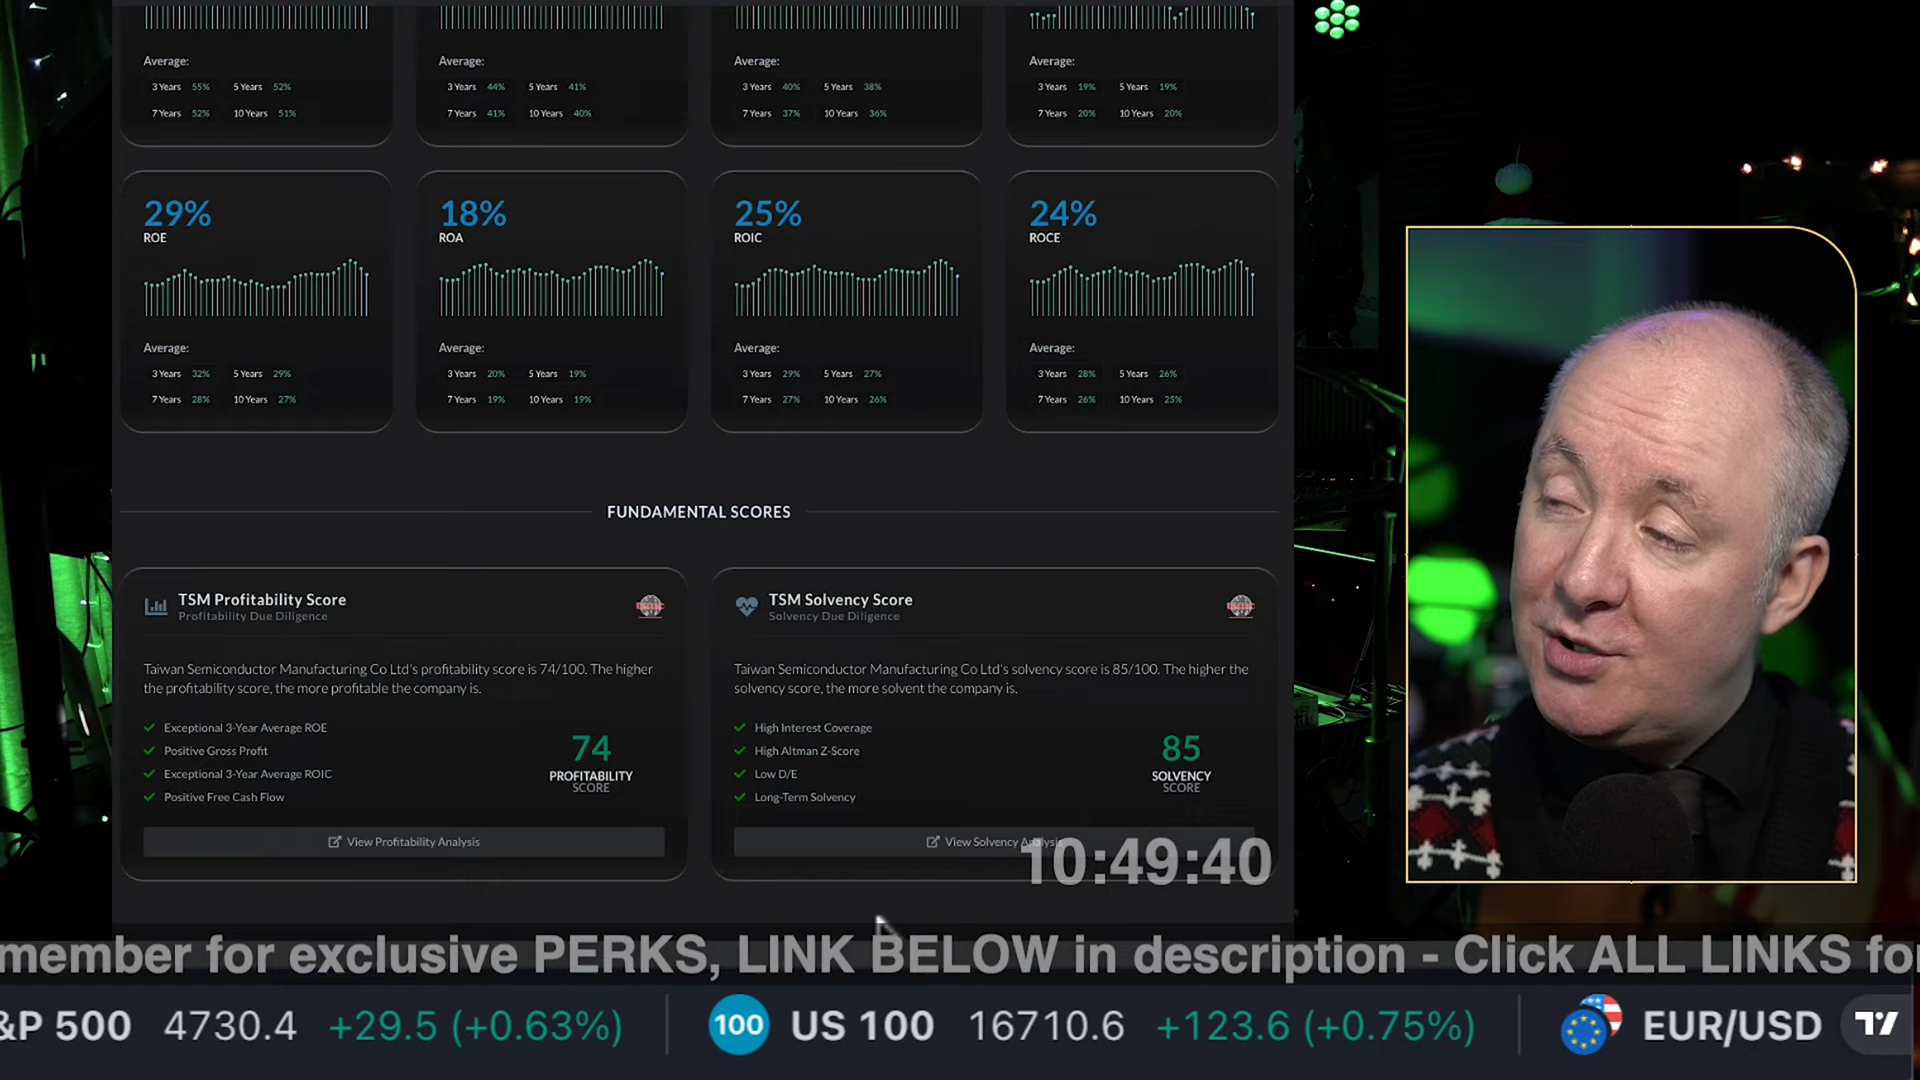 Average:
3 Years 55% 5 Years 52%
7 Years 52% 10 Years 51%
Average:
3 Years 44% 5 Years 41%
7 Years 41% 10 Years 40%
Average:
3 Years 40% 5 Years 38%
7 Years 37% 10 Years 36%
Average:
3 Years 19% 5 Years 19%
7 Years 20% 10 Years 20%
29%
ROE
Average:
3 Years 32% 5 Years 29%
7 Years 28% 10 Years 27%
18%
ROA
Average:
3 Years 20% 5 Years 19%
7 Years 19% 10 Years 19%
25%
ROIC
Average:
3 Years 29% 5 Years 27%
7 Years 27% 10 Years 26%
24%
ROCE
Average:
3 Years 28% 5 Years 26%
7 Years 26% 10 Years 25%
FUNDAMENTAL SCORES
TSM Profitability Score
Profitability Due Diligence
Taiwan Semiconductor Manufacturing Co Ltd's profitability score is 74/100. The higher
the profitability score, the more profitable the company is.
Exceptional 3-Year Average ROE
Positive Gross Profit
Exceptional 3-Year Average ROIC
Positive Free Cash Flow
74
PROFITABILITY
SCORE
View Profitability Analysis
TSM Solvency Score
Solvency Due Diligence
Taiwan Semiconductor Manufacturing Co Ltd's solvency score is 85/100. The higher the
solvency score, the more solvent the company is.
High Interest Coverage
High Altman Z-Score
Low D/E
Long-Term Solvency
85
SOLVENCY
SCORE
View Solvency Analysis
10:49:40
member for exclusive PERKS, LINK BELOW in description - Click ALL LINKS fo
&P 500 4730.4 +29.5 (+0.63%) 100 US 100 16710.6 +123.6 (+0.75%) EUR/USD